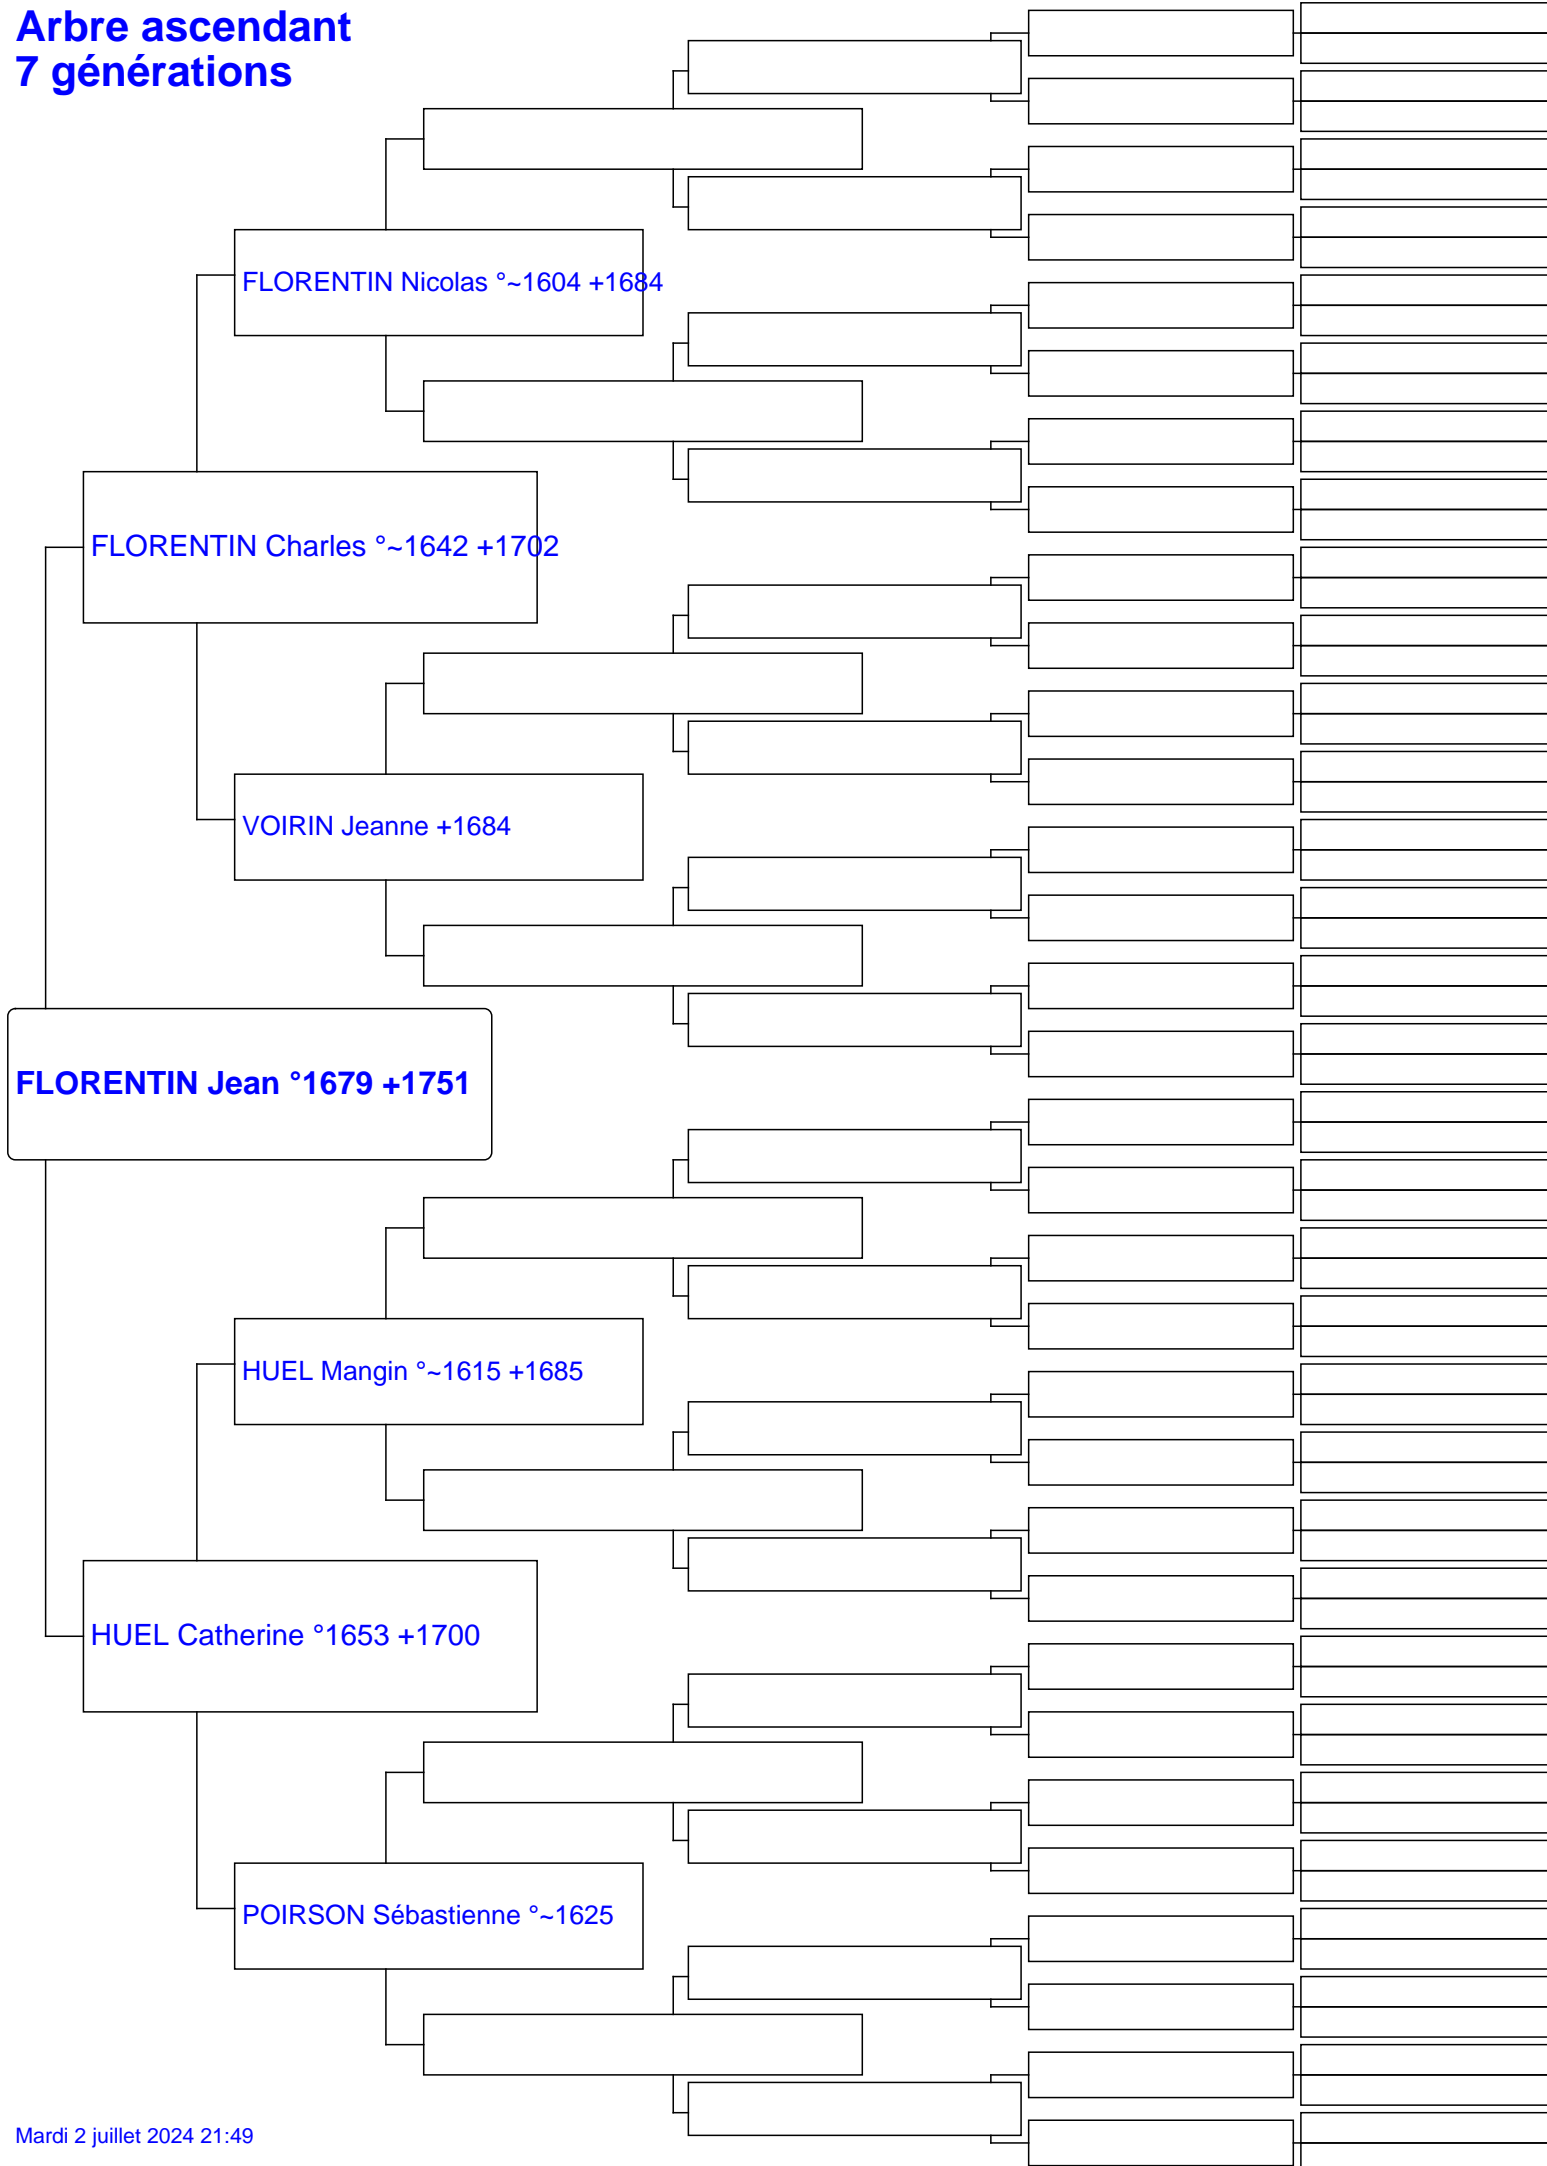 Arbre ascendant
7 générations
FLORENTIN Nicolas °~1604 +1684
FLORENTIN Charles °~1642 +1702
VOIRIN Jeanne +1684
FLORENTIN Jean °1679 +1751
HUEL Mangin °~1615 +1685
HUEL Catherine °1653 +1700
POIRSON Sébastienne °~1625
Mardi 2 juillet 2024 21:49